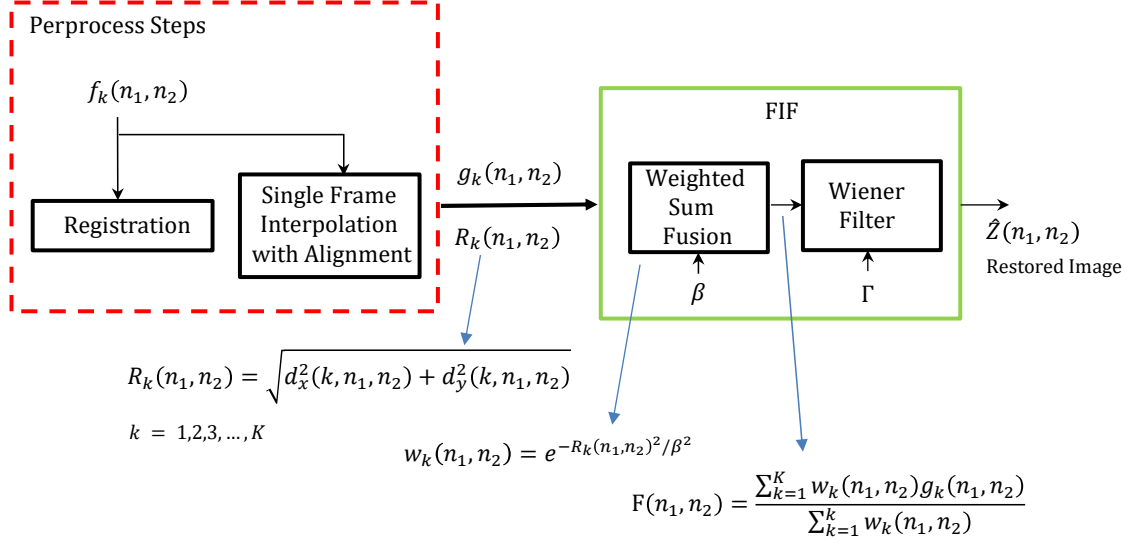 Perprocess Steps
f_k(n_1, n_2)
Registration
Single Frame
Interpolation
with Alignment
g_k(n_1, n_2)
R_k(n_1, n_2)
FIF
Weighted
Sum
Fusion
β
Wiener
Filter
Γ
Ẑ(n_1, n_2)
Restored Image
R_k(n_1, n_2) = √(d_x^2(k, n_1, n_2) + d_y^2(k, n_1, n_2))
k = 1,2,3, …, K
w_k(n_1, n_2) = e^{−R_k(n_1,n_2)^2/β^2}
F(n_1, n_2) = \frac{∑_{k=1}^{K} w_k(n_1, n_2)g_k(n_1, n_2)}{∑_{k=1}^{k} w_k(n_1, n_2)}